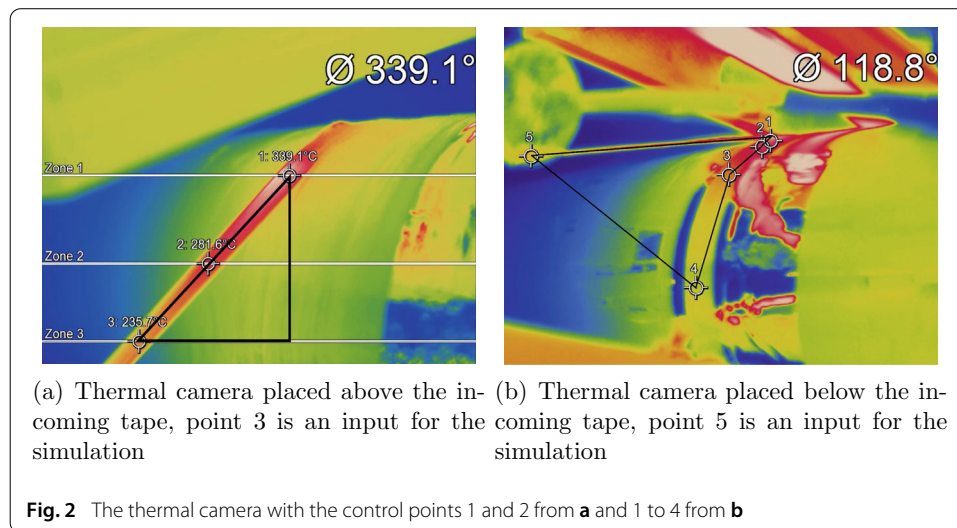 Ø 339.1°
1: 339.1°C
Zone 1
2: 281.6°C
Zone 2
3: 235.7°C
Zone 3
Ø 118.8°
1
2
5
3
4
(a) Thermal camera placed above the in-
coming tape, point 3 is an input for the
simulation
(b) Thermal camera placed below the in-
coming tape, point 5 is an input for the
simulation
Fig. 2 The thermal camera with the control points 1 and 2 from a and 1 to 4 from b